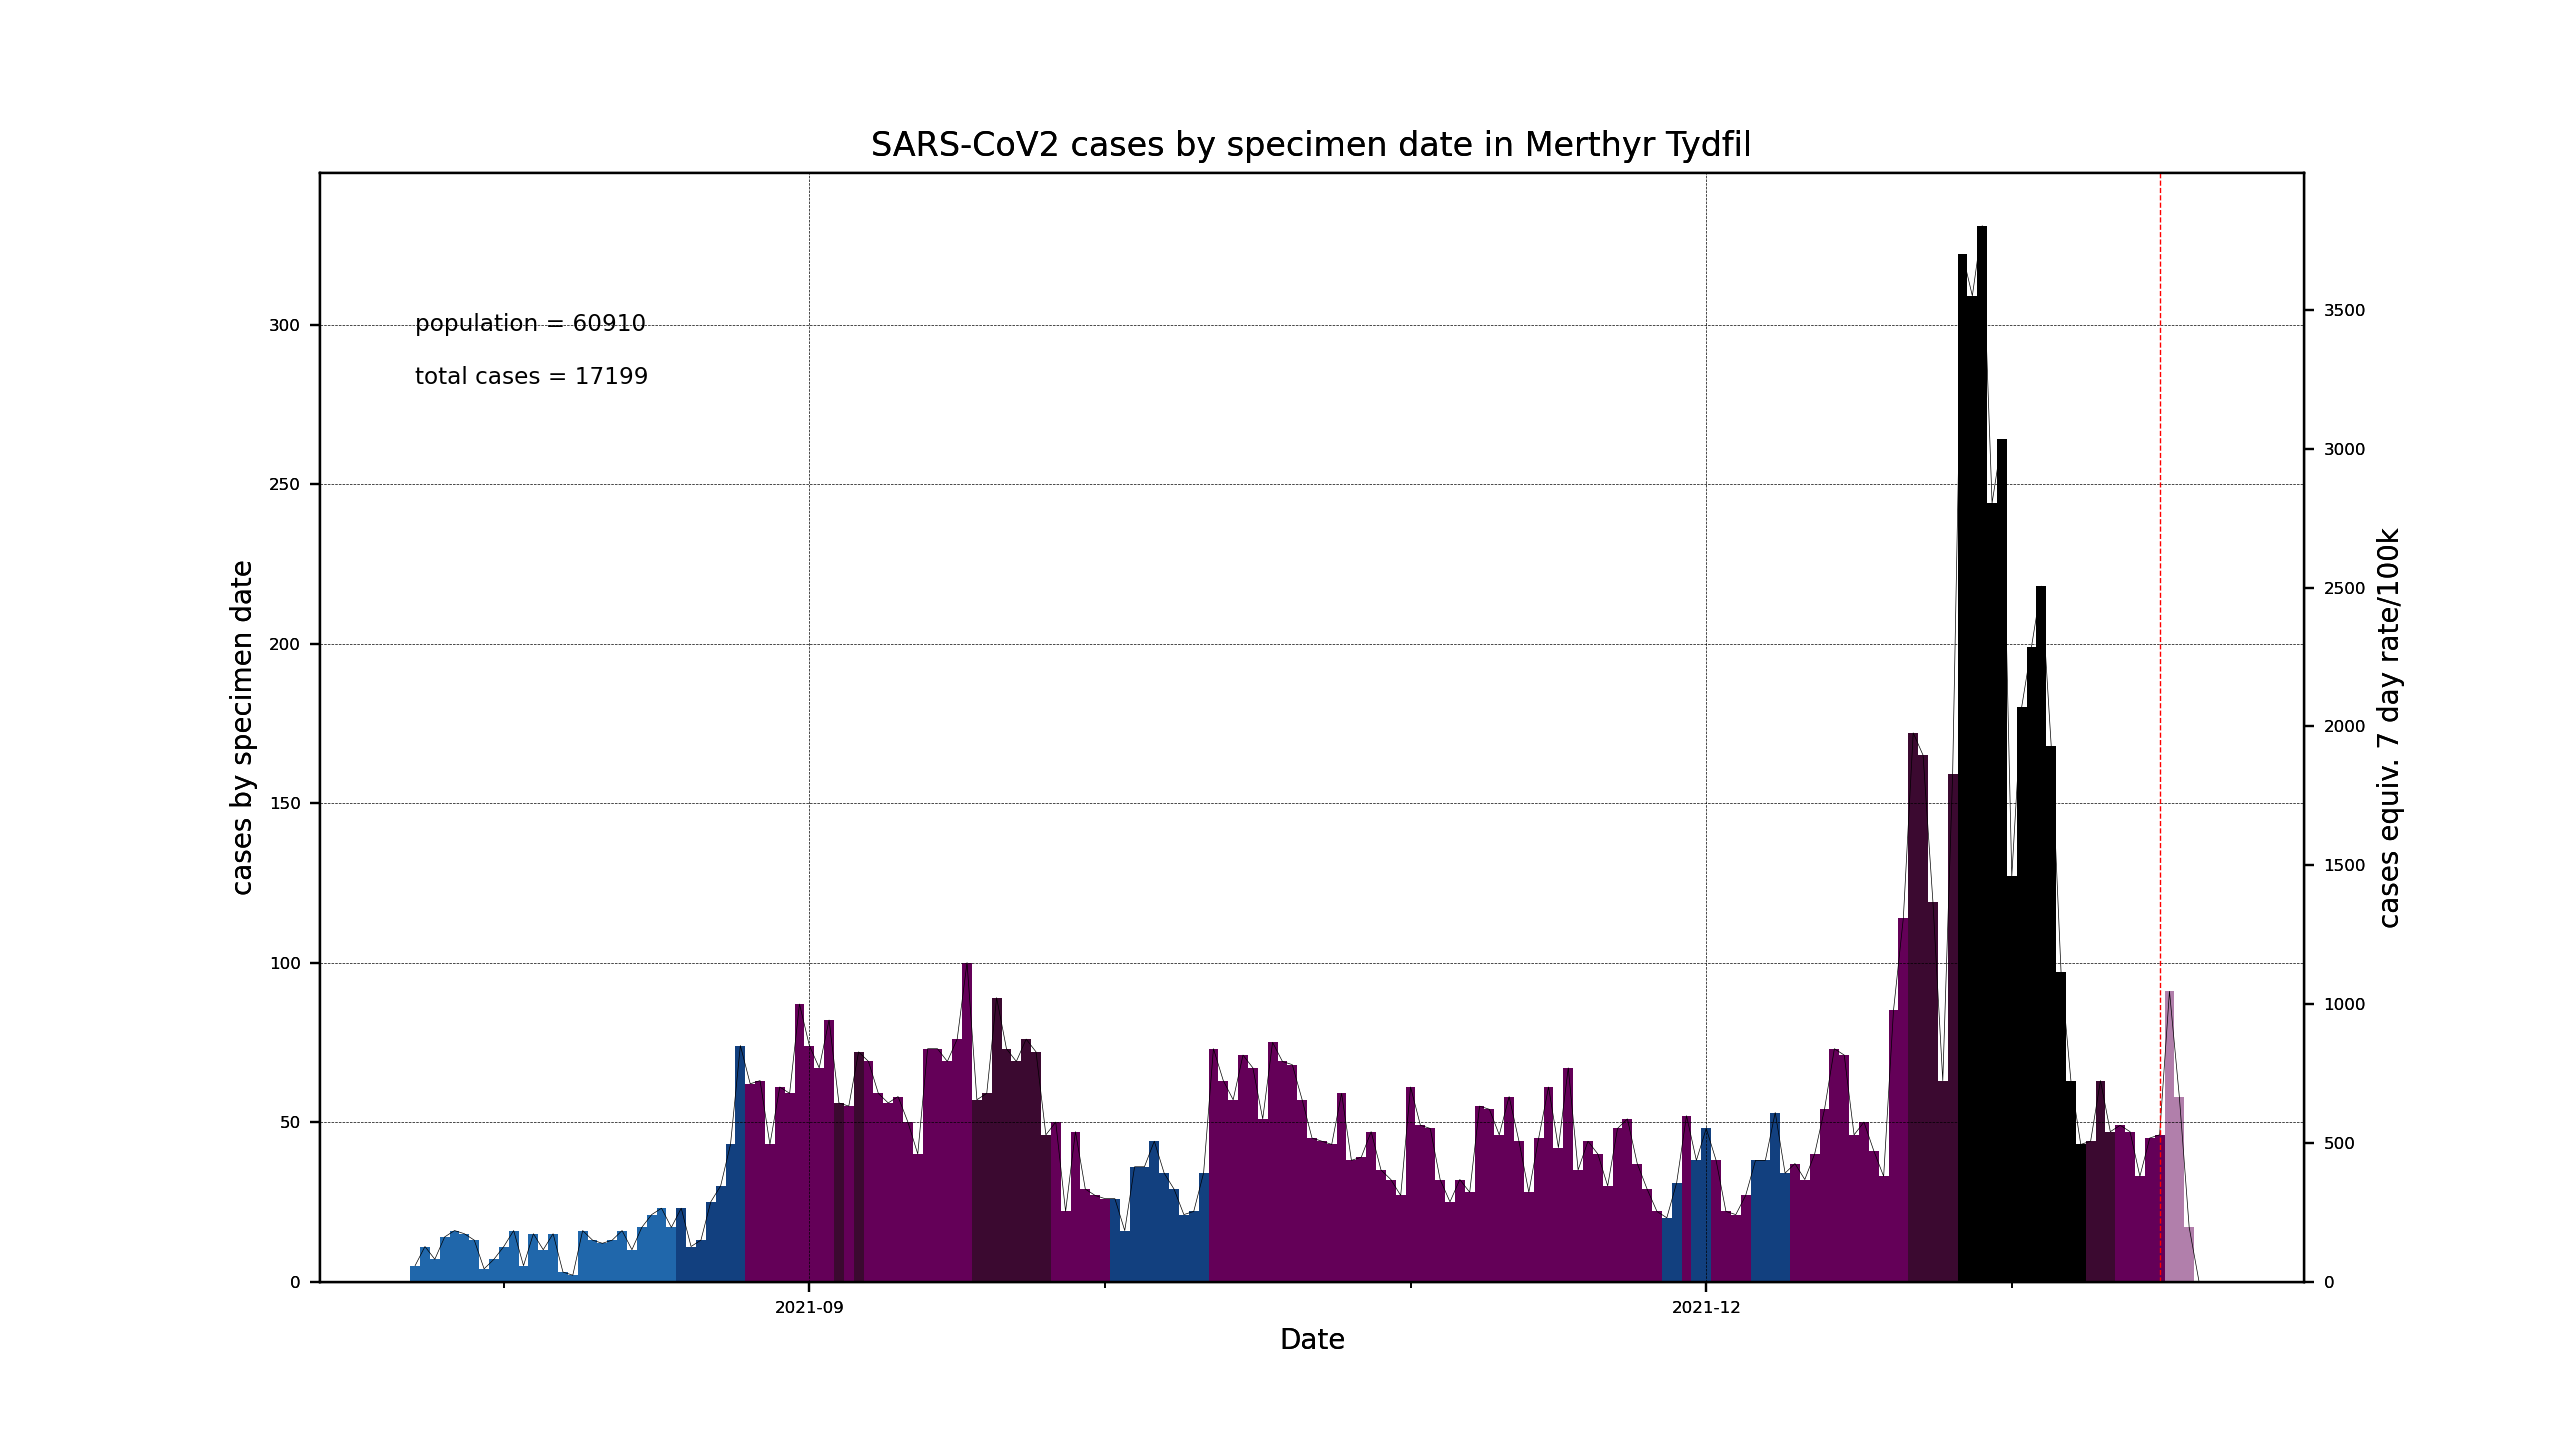 SARS-CoV2 cases by specimen date in Merthyr Tydfil
population = 60910
total cases = 17199
cases by specimen date
300
250
200
150
100
50
0
3500
3000
2500
2000
1500
1000
500
0
cases equiv. 7 day rate/100k
2021-09
2021-12
Date